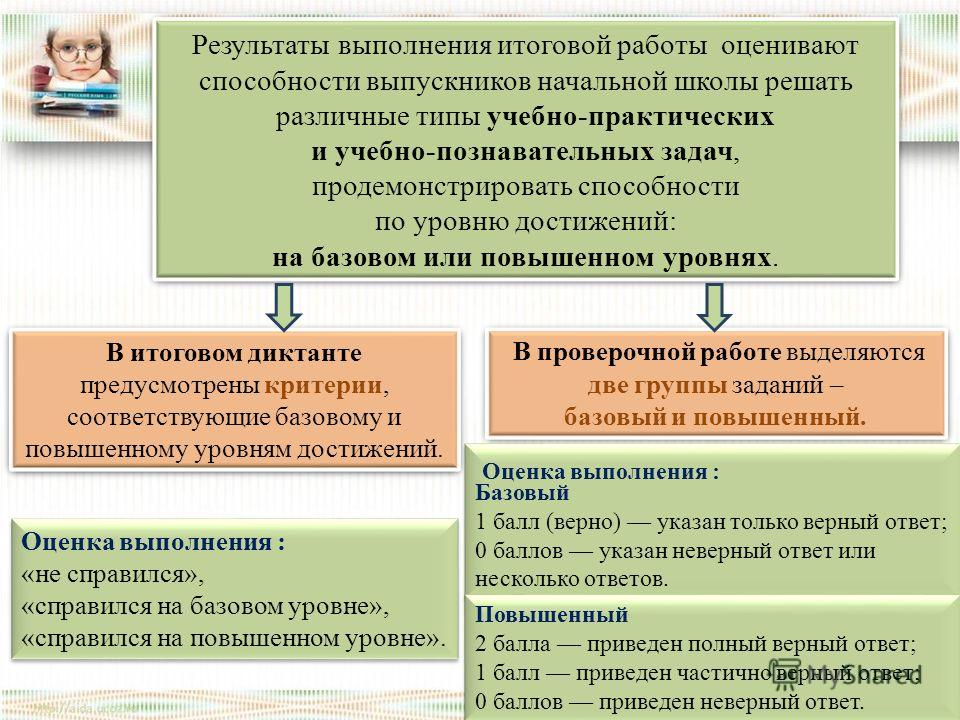 Результаты выполнения итоговой работы оценивают
способности выпускников начальной школы решать
различные типы учебно-практических
и учебно-познавательных задач,
продемонстрировать способности
по уровню достижений:
на базовом или повышенном уровнях.
В итоговом диктанте
предусмотрены критерии,
соответствующие базовому и
повышенному уровням достижений.
Оценка выполнения :
«не справился»,
«справился на базовом уровне»,
«справился на повышенном уровне».
В проверочной работе выделяются
две группы заданий –
базовый и повышенный.
Оценка выполнения :
Базовый
1 балл (верно) — указан только верный ответ;
0 баллов — указан неверный ответ или
несколько ответов.
Повышенный
2 балла — приведен полный верный ответ;
1 балл — приведен частично верный ответ;
0 баллов — приведен неверный ответ.
MyShared